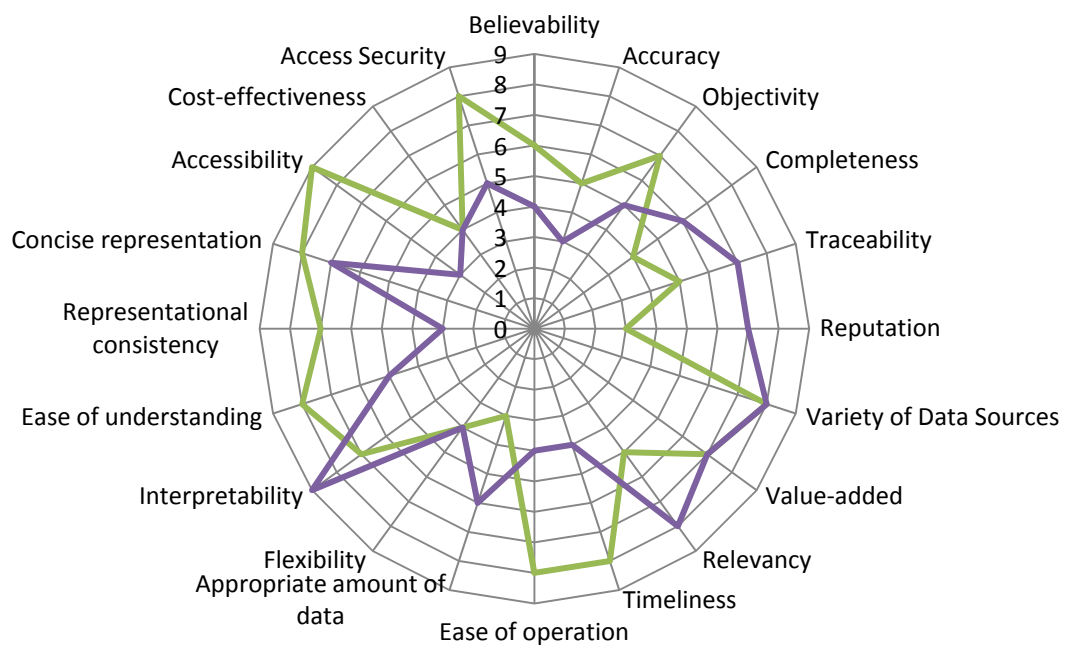 Believability
Access Security
Accuracy
Cost-effectiveness
Objectivity
Accessibility
Completeness
Concise representation
Traceability
Representational
consistency
Reputation
Ease of understanding
Variety of Data Sources
Interpretability
Value-added
Flexibility
Relevancy
Appropriate amount of
data
Timeliness
Ease of operation
9
8
7
6
5
4
3
2
1
0